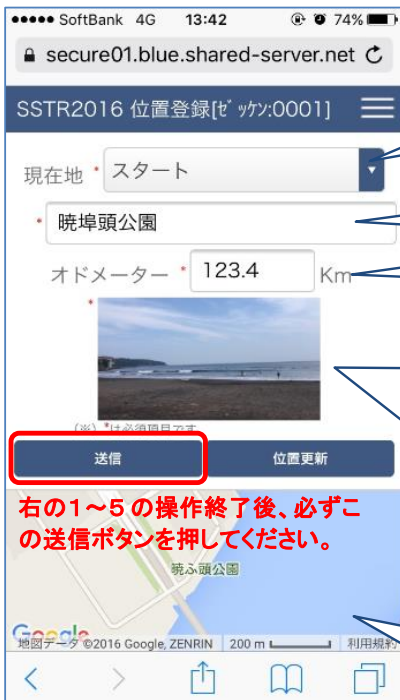 SoftBank 4G 13:42 74%
secure01.blue.shared-server.net
SSTR2016 位置登録[ゼッケン:0001]
現在地 * スタート
* 暁埠頭公園
オドメーター * 123.4 Km
*
(※) *は必須項目です
送信 位置更新
右の1～5の操作終了後、必ずこ
の送信ボタンを押してください。
暁ふ頭公園
Google
地図データ ©2016 Google, ZENRIN 200 m 利用規約